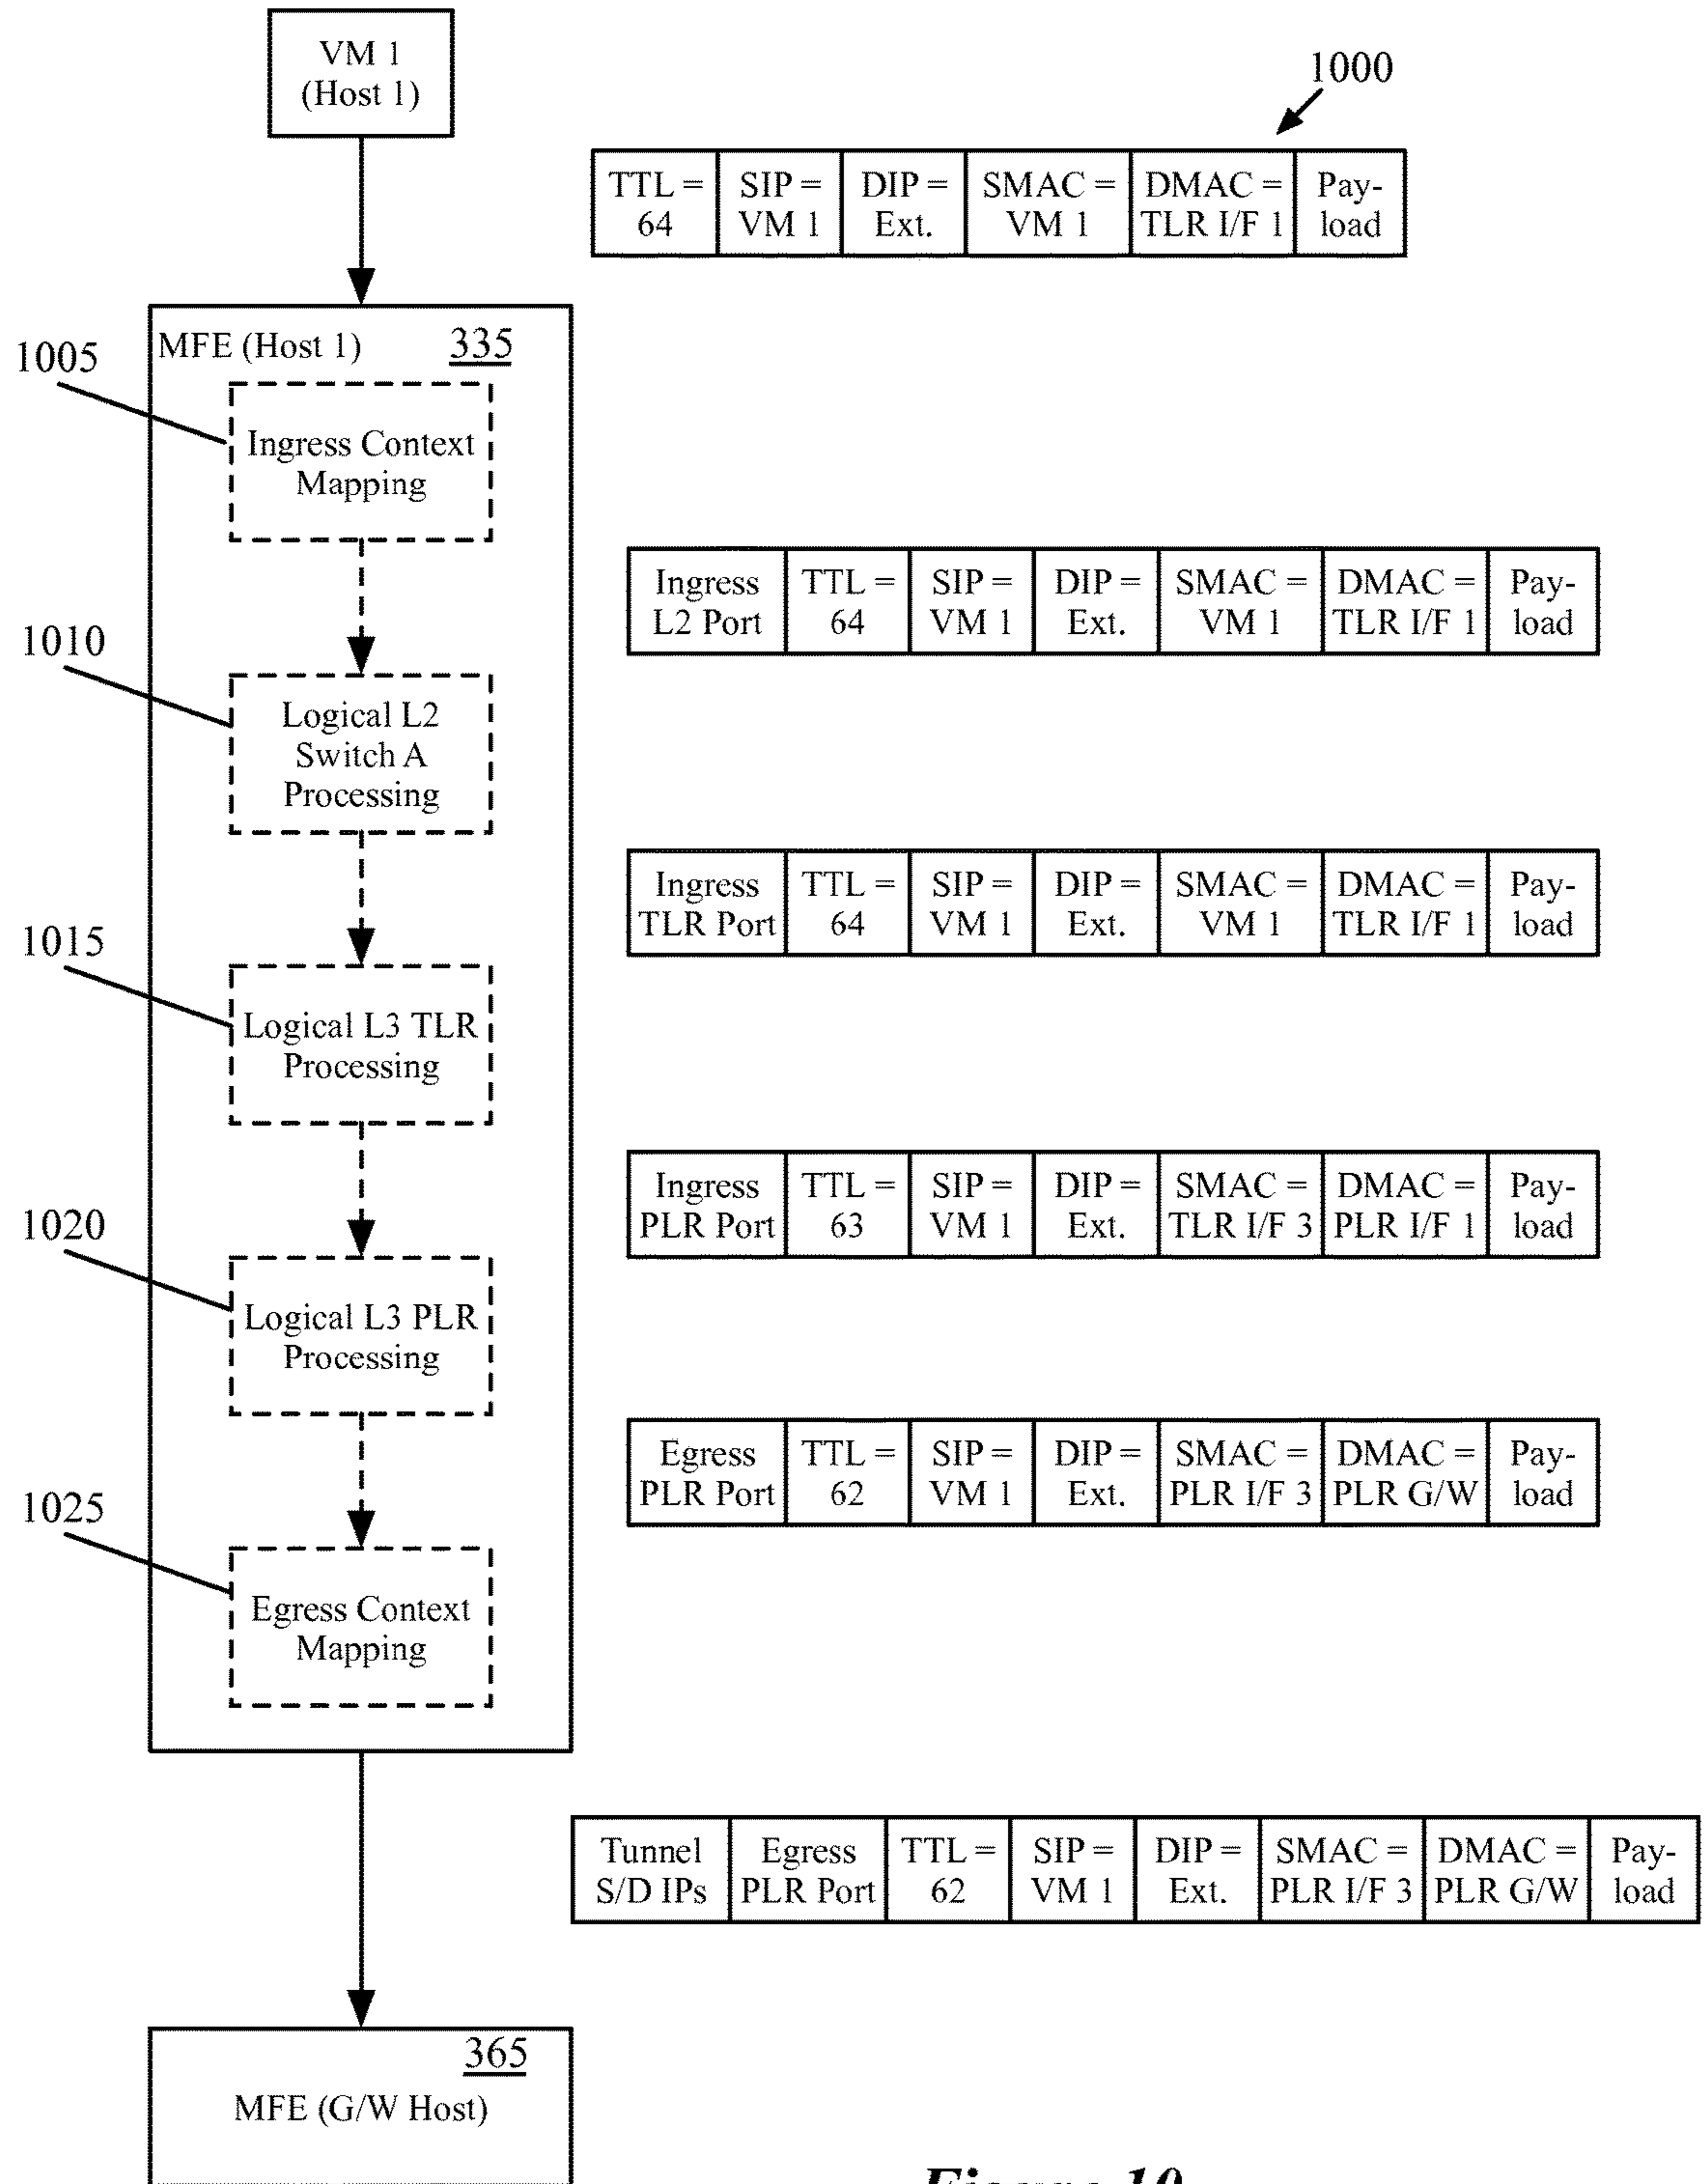 VM 1
(Host 1)
1000
TTL = SIP = DIP = SMAC = DMAC = Pay-
64 VM 1 Ext. VM 1 TLR I/F 1 load
MFE (Host 1) 335
1005
Ingress Context
Mapping
Ingress TTL = SIP = DIP = SMAC = DMAC = Pay-
L2 Port 64 VM 1 Ext. VM 1 TLR I/F 1 load
1010
Logical L2
Switch A
Processing
Ingress TTL = SIP = DIP = SMAC = DMAC = Pay-
TLR Port 64 VM 1 Ext. VM 1 TLR I/F 1 load
1015
Logical L3 TLR
Processing
Ingress TTL = SIP = DIP = SMAC = DMAC = Pay-
PLR Port 63 VM 1 Ext. TLR I/F 3 PLR I/F 1 load
1020
Logical L3 PLR
Processing
Egress TTL = SIP = DIP = SMAC = DMAC = Pay-
PLR Port 62 VM 1 Ext. PLR I/F 3 PLR G/W load
1025
Egress Context
Mapping
Tunnel Egress TTL = SIP = DIP = SMAC = DMAC = Pay-
S/D IPs PLR Port 62 VM 1 Ext. PLR I/F 3 PLR G/W load
365
MFE (G/W Host)
Figure 10